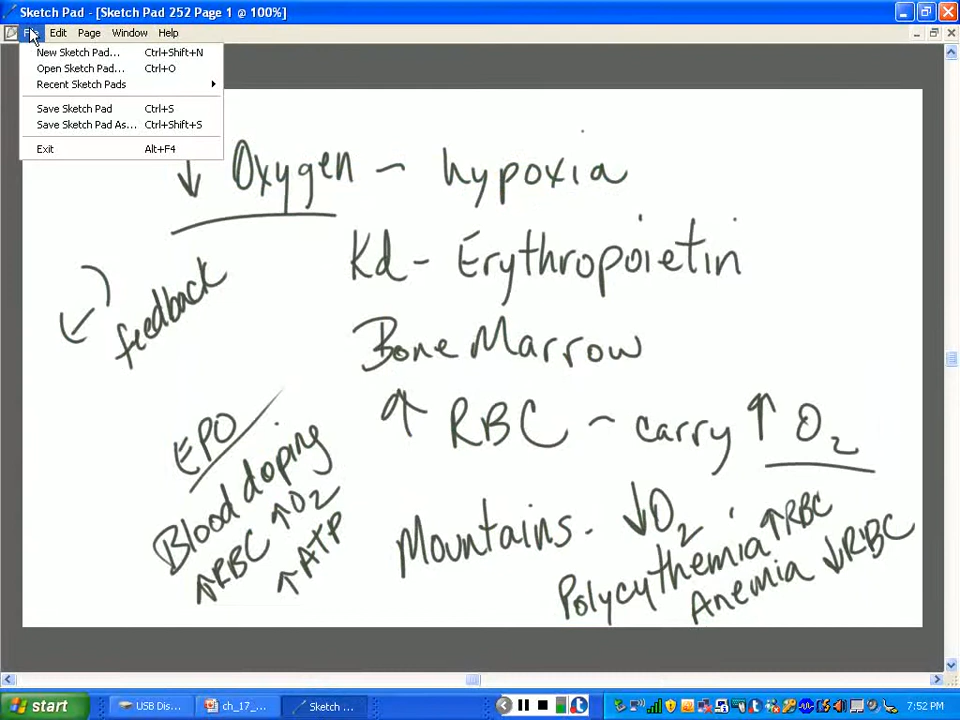 Sketch Pad - [Sketch Pad 252 Page 1 @ 100%]
Edit Page Window Help
New Sketch Pad... Ctrl+Shift+N
Open Sketch Pad... Ctrl+O
Recent Sketch Pads
Save Sketch Pad Ctrl+S
Save Sketch Pad As... Ctrl+Shift+S
Exit Alt+F4
↓ Oxygen - hypoxia
Kd - Erythropoietin
feedback
Bone Marrow
↑ RBC ~ carry ↑ O2
EPO
Blood doping
↑RBC ↑O2
↑ATP
Mountains - ↓O2
Polycythemia ↑RBC
Anemia ↓RBC
start USB Dis... ch_17_... Sketch ... 7:52 PM